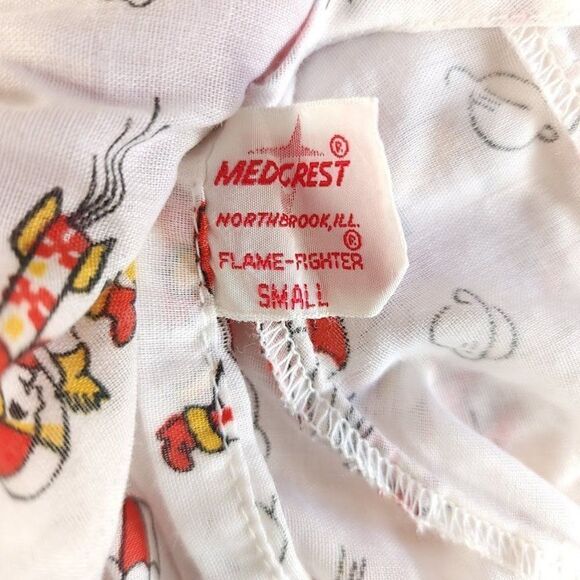 MEDCREST®
NORTHBROOK, ILL.
®
FLAME-FIGHTER
SMALL